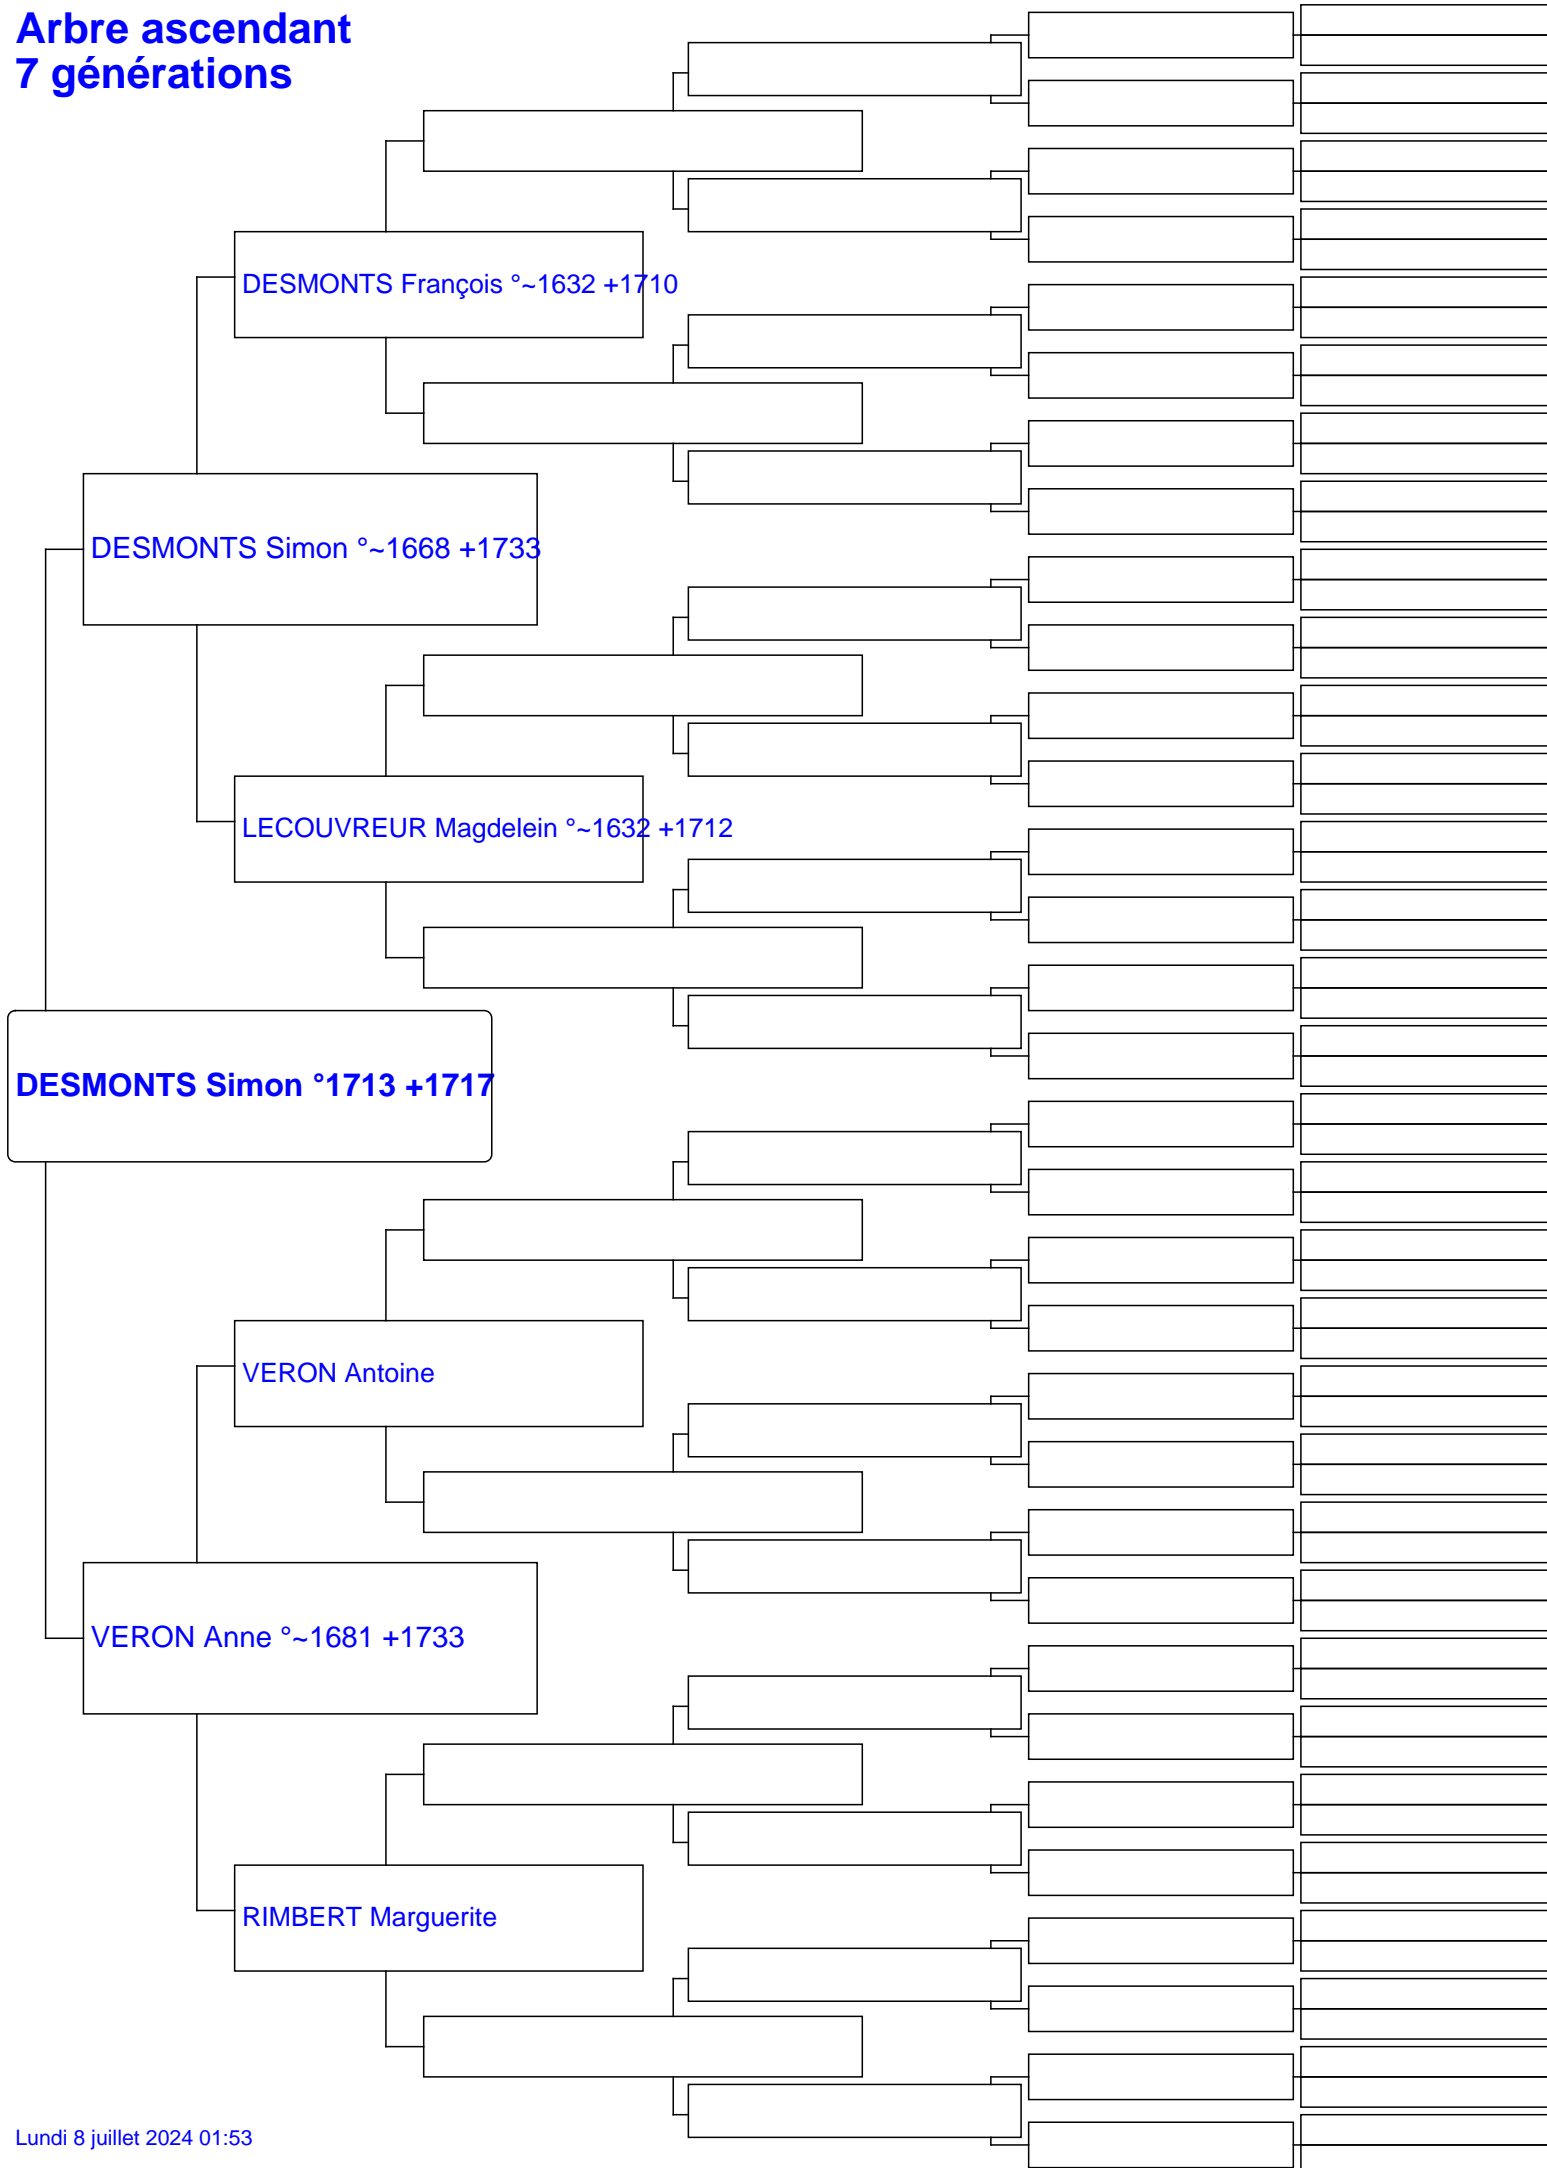 Arbre ascendant
7 générations
DESMONTS François °~1632 +1710
DESMONTS Simon °~1668 +1733
LECOUVREUR Magdelein °~1632 +1712
DESMONTS Simon °1713 +1717
VERON Antoine
VERON Anne °~1681 +1733
RIMBERT Marguerite
Lundi 8 juillet 2024 01:53